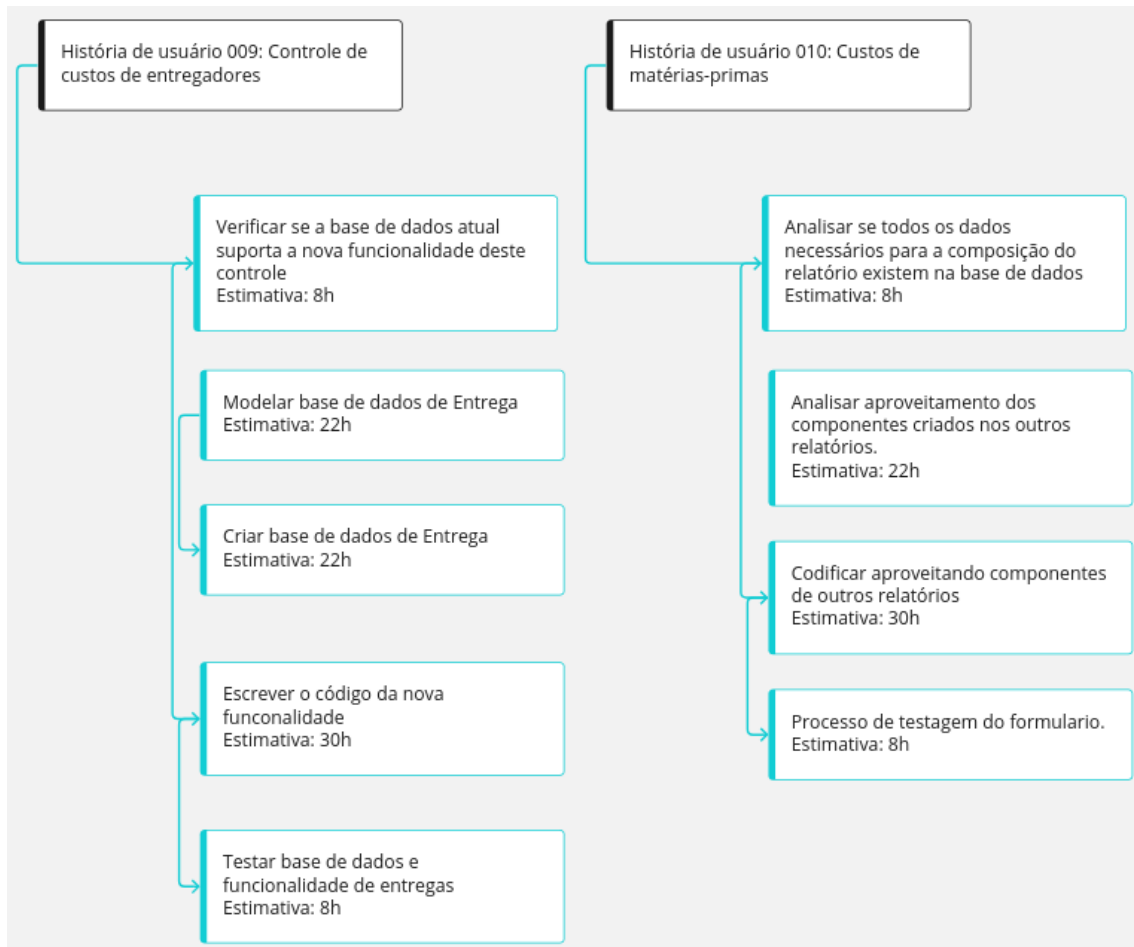 História de usuário 009: Controle de
custos de entregadores
Verificar se a base de dados atual
suporta a nova funcionalidade deste
controle
Estimativa: 8h
Modelar base de dados de Entrega
Estimativa: 22h
Criar base de dados de Entrega
Estimativa: 22h
Escrever o código da nova
funconalidade
Estimativa: 30h
Testar base de dados e
funcionalidade de entregas
Estimativa: 8h
História de usuário 010: Custos de
matérias-primas
Analisar se todos os dados
necessários para a composição do
relatório existem na base de dados
Estimativa: 8h
Analisar aproveitamento dos
componentes criados nos outros
relatórios.
Estimativa: 22h
Codificar aproveitando componentes
de outros relatórios
Estimativa: 30h
Processo de testagem do formulario.
Estimativa: 8h